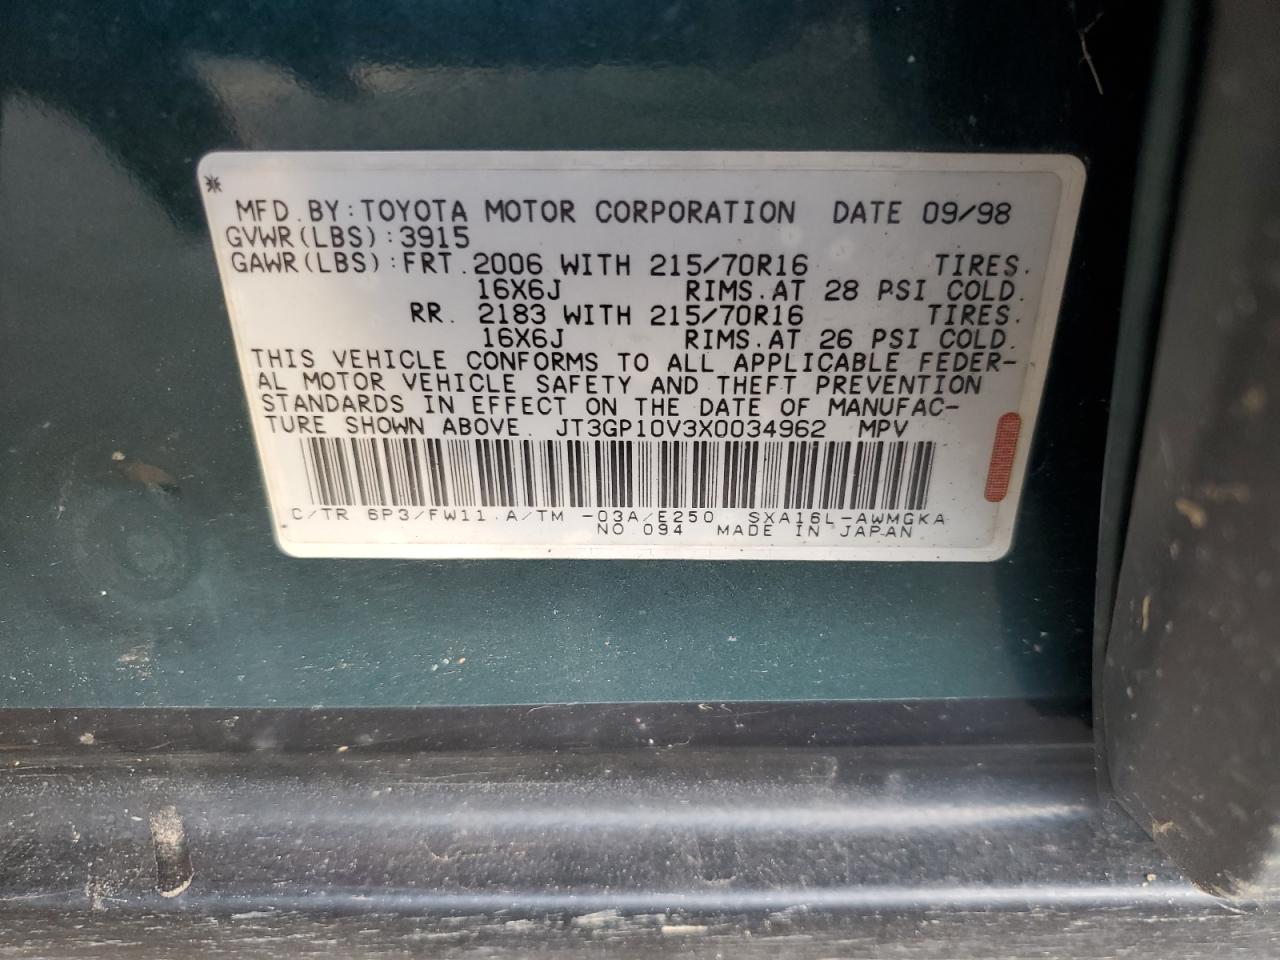 MFD. BY: TOYOTA MOTOR CORPORATION DATE 09/98
GVWR(LBS): 3915
GAWR(LBS): FRT. 2006 WITH 215/70R16 TIRES.
16X6J RIMS. AT 28 PSI COLD.
RR. 2183 WITH 215/70R16 TIRES.
16X6J RIMS. AT 26 PSI COLD.
THIS VEHICLE CONFORMS TO ALL APPLICABLE FEDER-
AL MOTOR VEHICLE SAFETY AND THEFT PREVENTION
STANDARDS IN EFFECT ON THE DATE OF MANUFAC-
TURE SHOWN ABOVE. JT3GP10V3X0034962 MPV
C/TR 6P3/FW11. A/TM -03A/E250 SXA16L-AWMGKA
NO.094 MADE IN JAPAN